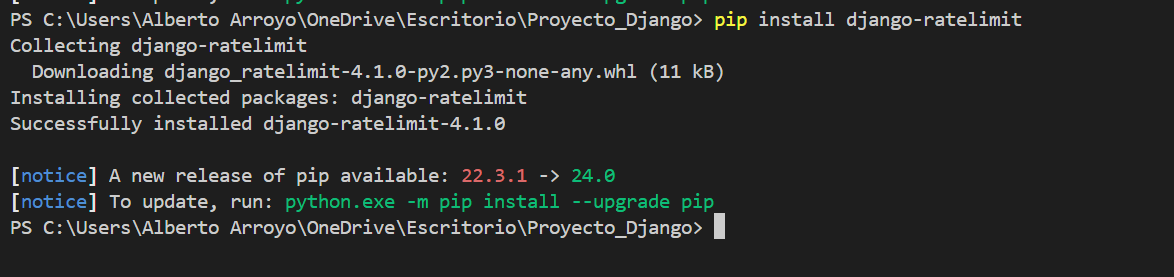 PS C:\Users\Alberto Arroyo\OneDrive\Escritorio\Proyecto_Django> pip install django-ratelimit
Collecting django-ratelimit
  Downloading django_ratelimit-4.1.0-py2.py3-none-any.whl (11 kB)
Installing collected packages: django-ratelimit
Successfully installed django-ratelimit-4.1.0

[notice] A new release of pip available: 22.3.1 -> 24.0
[notice] To update, run: python.exe -m pip install --upgrade pip
PS C:\Users\Alberto Arroyo\OneDrive\Escritorio\Proyecto_Django>